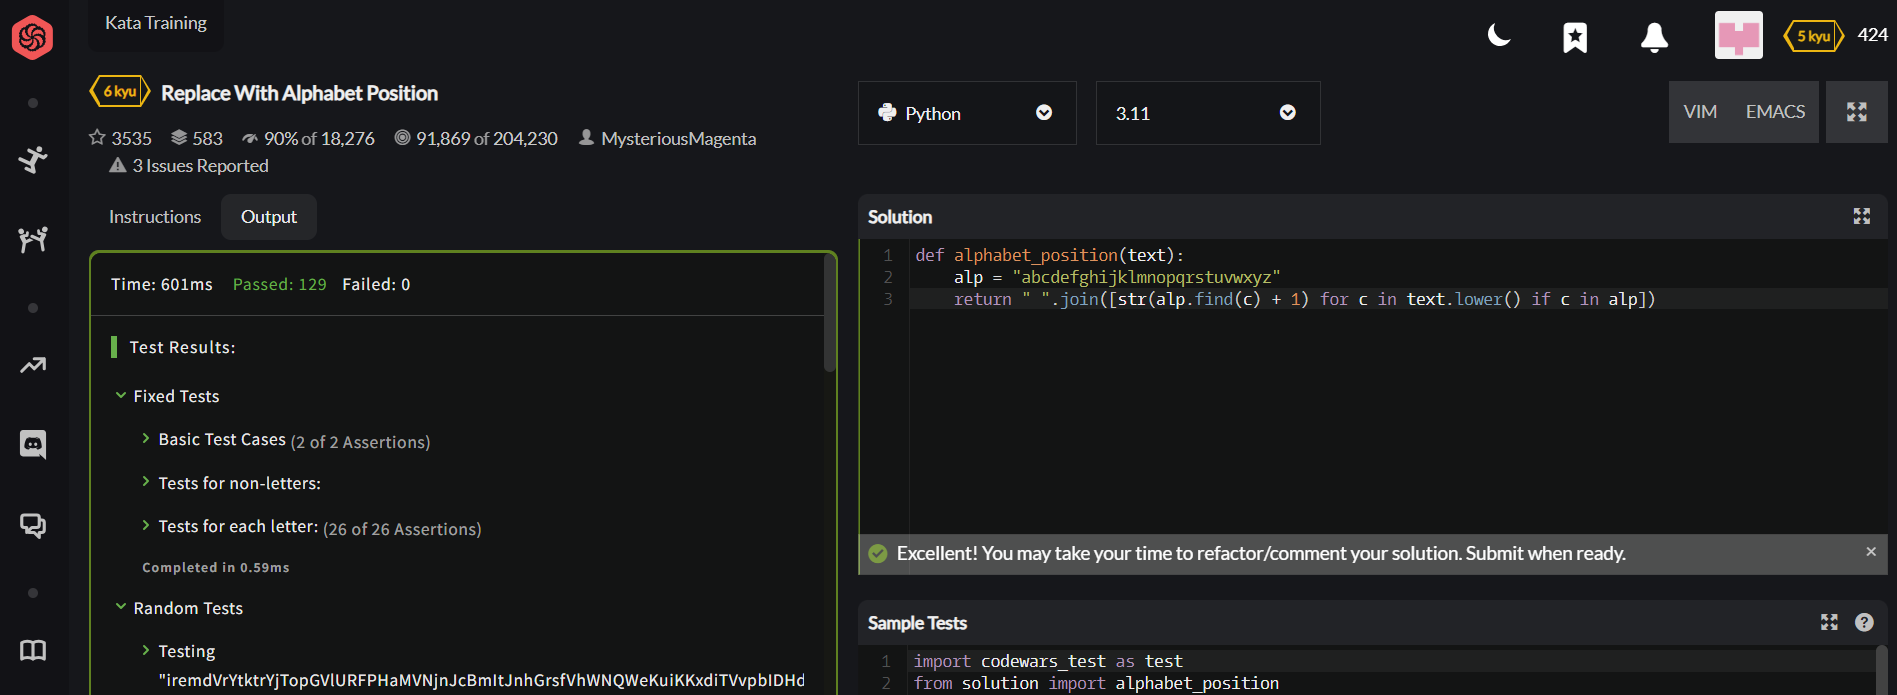 Kata Training
5 kyu 424
6 kyu Replace With Alphabet Position
3535 583 90% of 18,276 91,869 of 204,230 MysteriousMagenta
3 Issues Reported
Python 3.11 VIM EMACS
Instructions Output
Time: 601ms Passed: 129 Failed: 0
Test Results:
Fixed Tests
Basic Test Cases (2 of 2 Assertions)
Tests for non-letters:
Tests for each letter: (26 of 26 Assertions)
Completed in 0.59ms
Random Tests
Testing
"iremdVrYtktrYjTopGVlURFPHaMVNjnJcBmItJnhGrsfVhWNQWeKuiKKxdiTVvpbIDHd
Solution
1 def alphabet_position(text):
2     alp = "abcdefghijklmnopqrstuvwxyz"
3     return " ".join([str(alp.find(c) + 1) for c in text.lower() if c in alp])
Excellent! You may take your time to refactor/comment your solution. Submit when ready. ×
Sample Tests ?
1 import codewars_test as test
2 from solution import alphabet_position